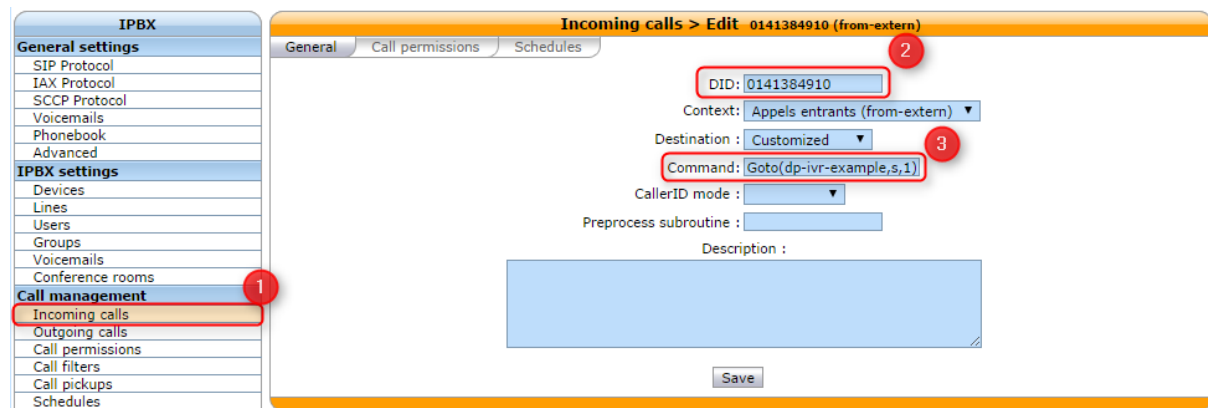 IPBX
General settings
SIP Protocol
IAX Protocol
SCCP Protocol
Voicemails
Phonebook
Advanced
IPBX settings
Devices
Lines
Users
Groups
Voicemails
Conference rooms
Call management
1
Incoming calls
Outgoing calls
Call permissions
Call filters
Call pickups
Schedules
Incoming calls > Edit 0141384910 (from-extern)
General Call permissions Schedules
2
DID: 0141384910
Context: Appels entrants (from-extern)
Destination : Customized
3
Command: Goto(dp-ivr-example,s,1)
CallerID mode :
Preprocess subroutine :
Description :
Save